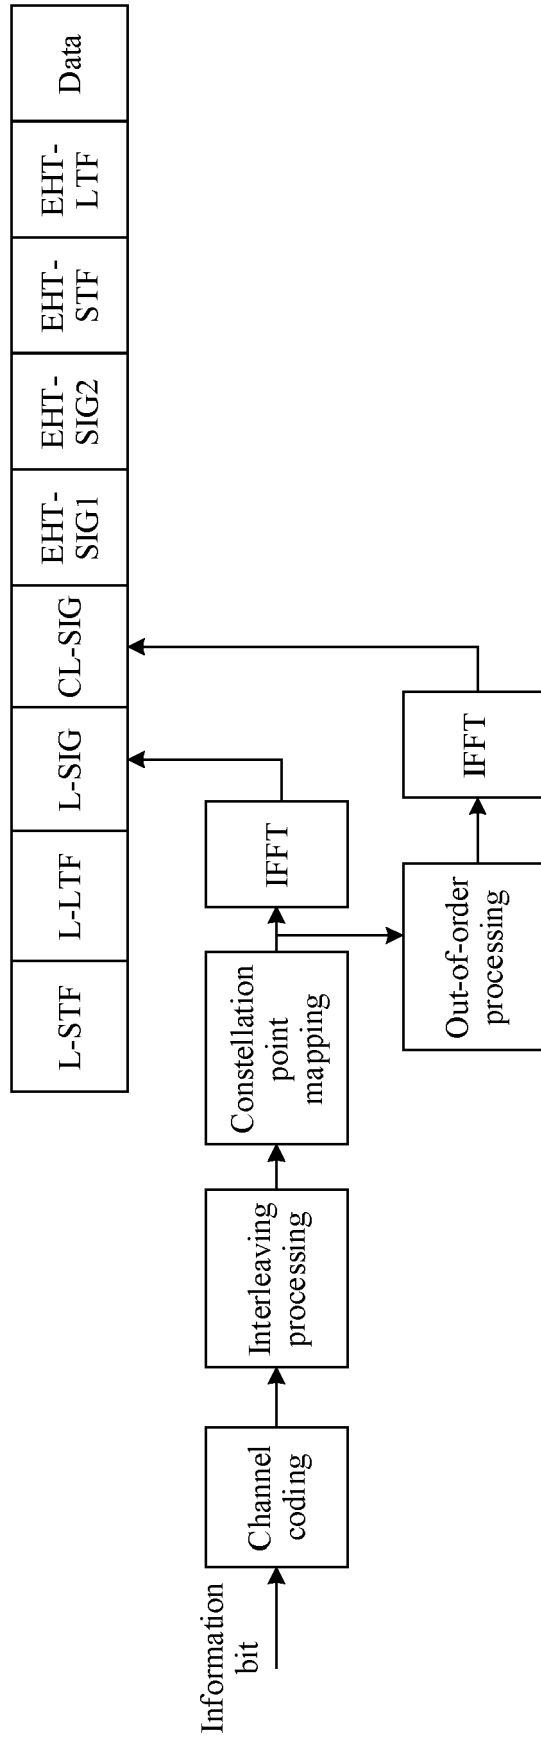 L-STF
L-LTF
L-SIG
CL-SIG
EHT-
SIG1
EHT-
SIG2
EHT-
STF
EHT-
LTF
Data
Information
bit
Channel
coding
Interleaving
processing
Constellation
point
mapping
IFFT
Out-of-order
processing
IFFT